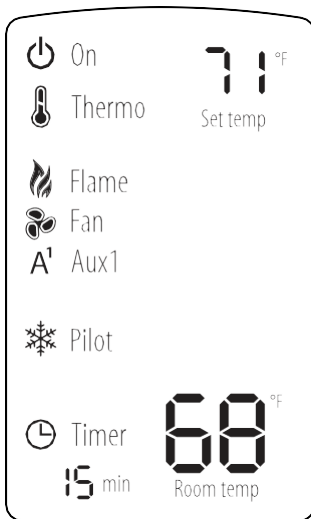 On 71 °F
Thermo Set temp
Flame
Fan
A¹ Aux1
Pilot
Timer 68 °F
15 min Room temp